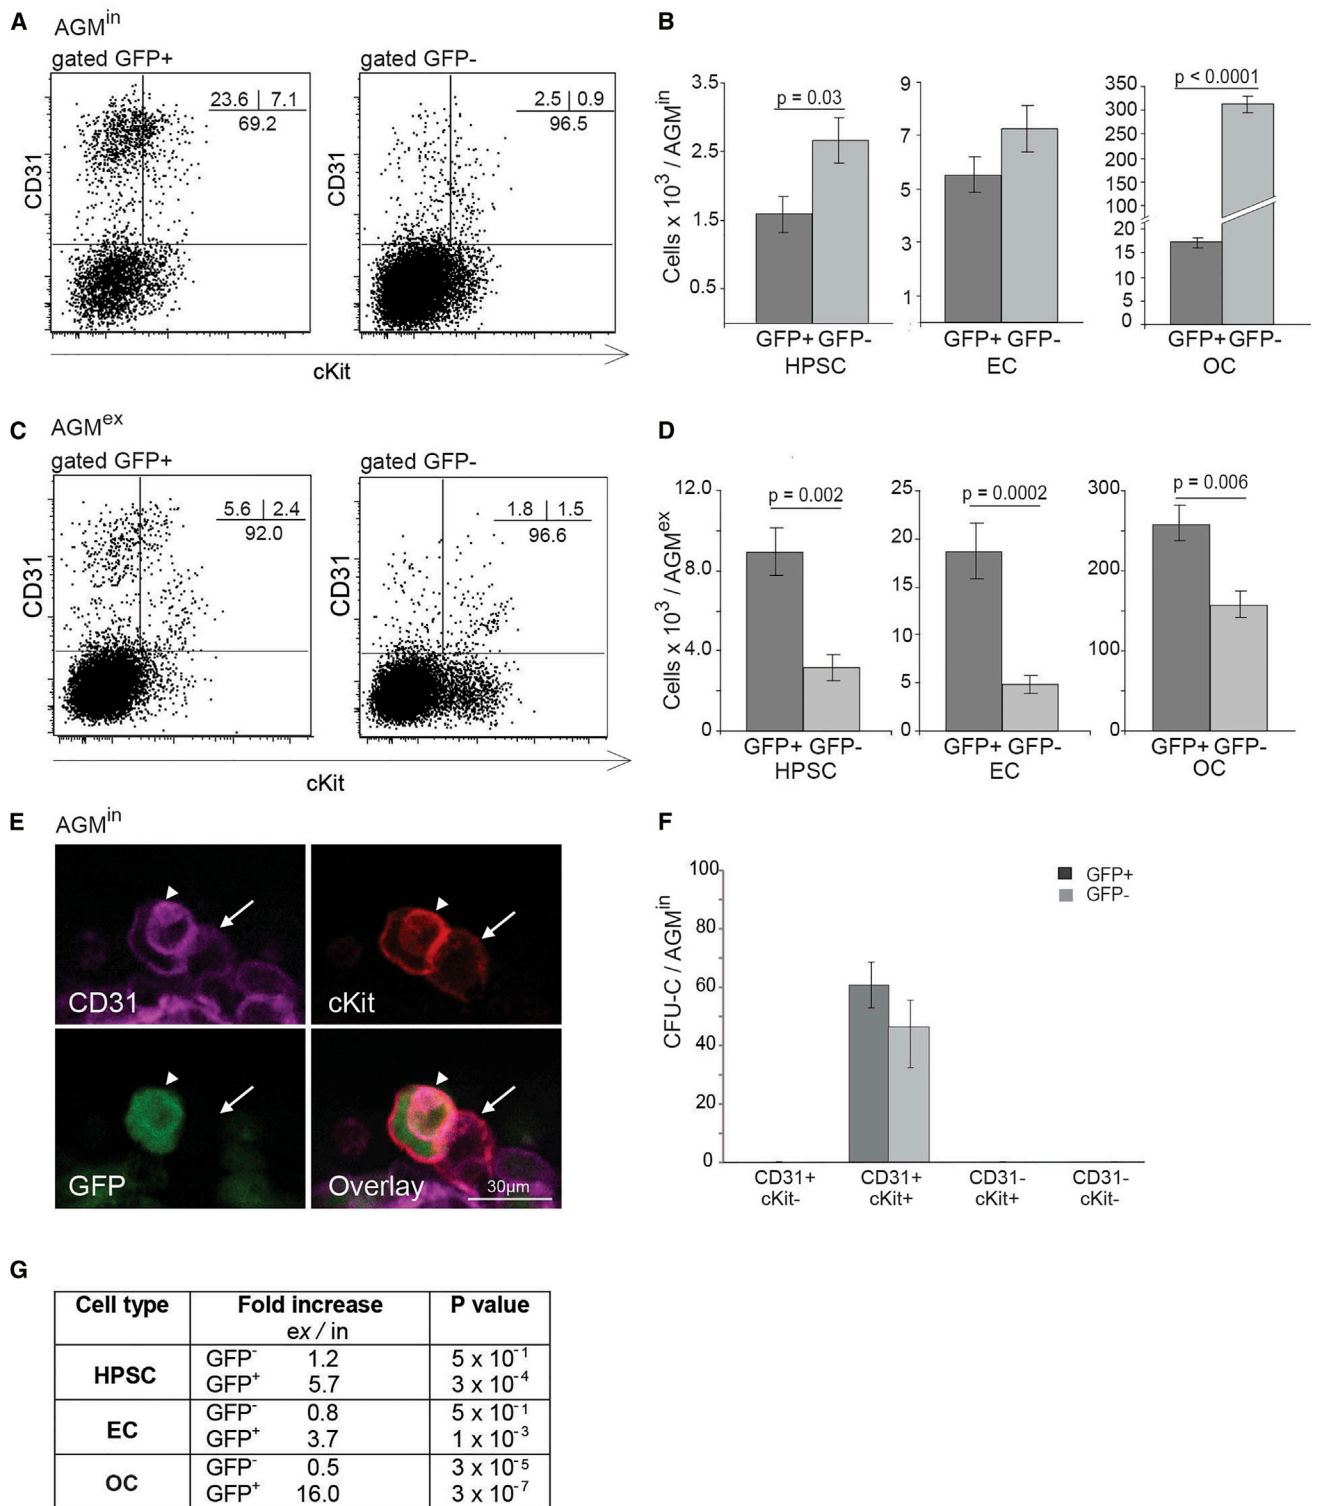 A
AGMin
gated GFP+
gated GFP-
23.6 | 7.1
69.2
2.5 | 0.9
96.5
CD31
CD31
cKit
B
Cells x 10^3 / AGMin
3.5
2.5
1.5
0.5
p = 0.03
GFP+ GFP-
HPSC
9
7
5
3
1
GFP+ GFP-
EC
350
300
250
200
150
100
20
15
10
5
0
p < 0.0001
GFP+ GFP-
OC
C
AGMex
gated GFP+
gated GFP-
5.6 | 2.4
92.0
1.8 | 1.5
96.6
CD31
CD31
cKit
D
Cells x 10^3 / AGMex
12.0
8.0
4.0
0
p = 0.002
GFP+ GFP-
HPSC
25
20
15
10
5
0
p = 0.0002
GFP+ GFP-
EC
300
200
100
0
p = 0.006
GFP+ GFP-
OC
E
AGMin
CD31
cKit
GFP
Overlay
30μm
F
CFU-C / AGMin
100
80
60
40
20
0
GFP+
GFP-
CD31+
cKit-
CD31+
cKit+
CD31-
cKit+
CD31-
cKit-
G
Cell type
Fold increase
ex / in
P value
HPSC
GFP- 1.2 5 x 10^-1
GFP+ 5.7 3 x 10^-4
EC
GFP- 0.8 5 x 10^-1
GFP+ 3.7 1 x 10^-3
OC
GFP- 0.5 3 x 10^-5
GFP+ 16.0 3 x 10^-7